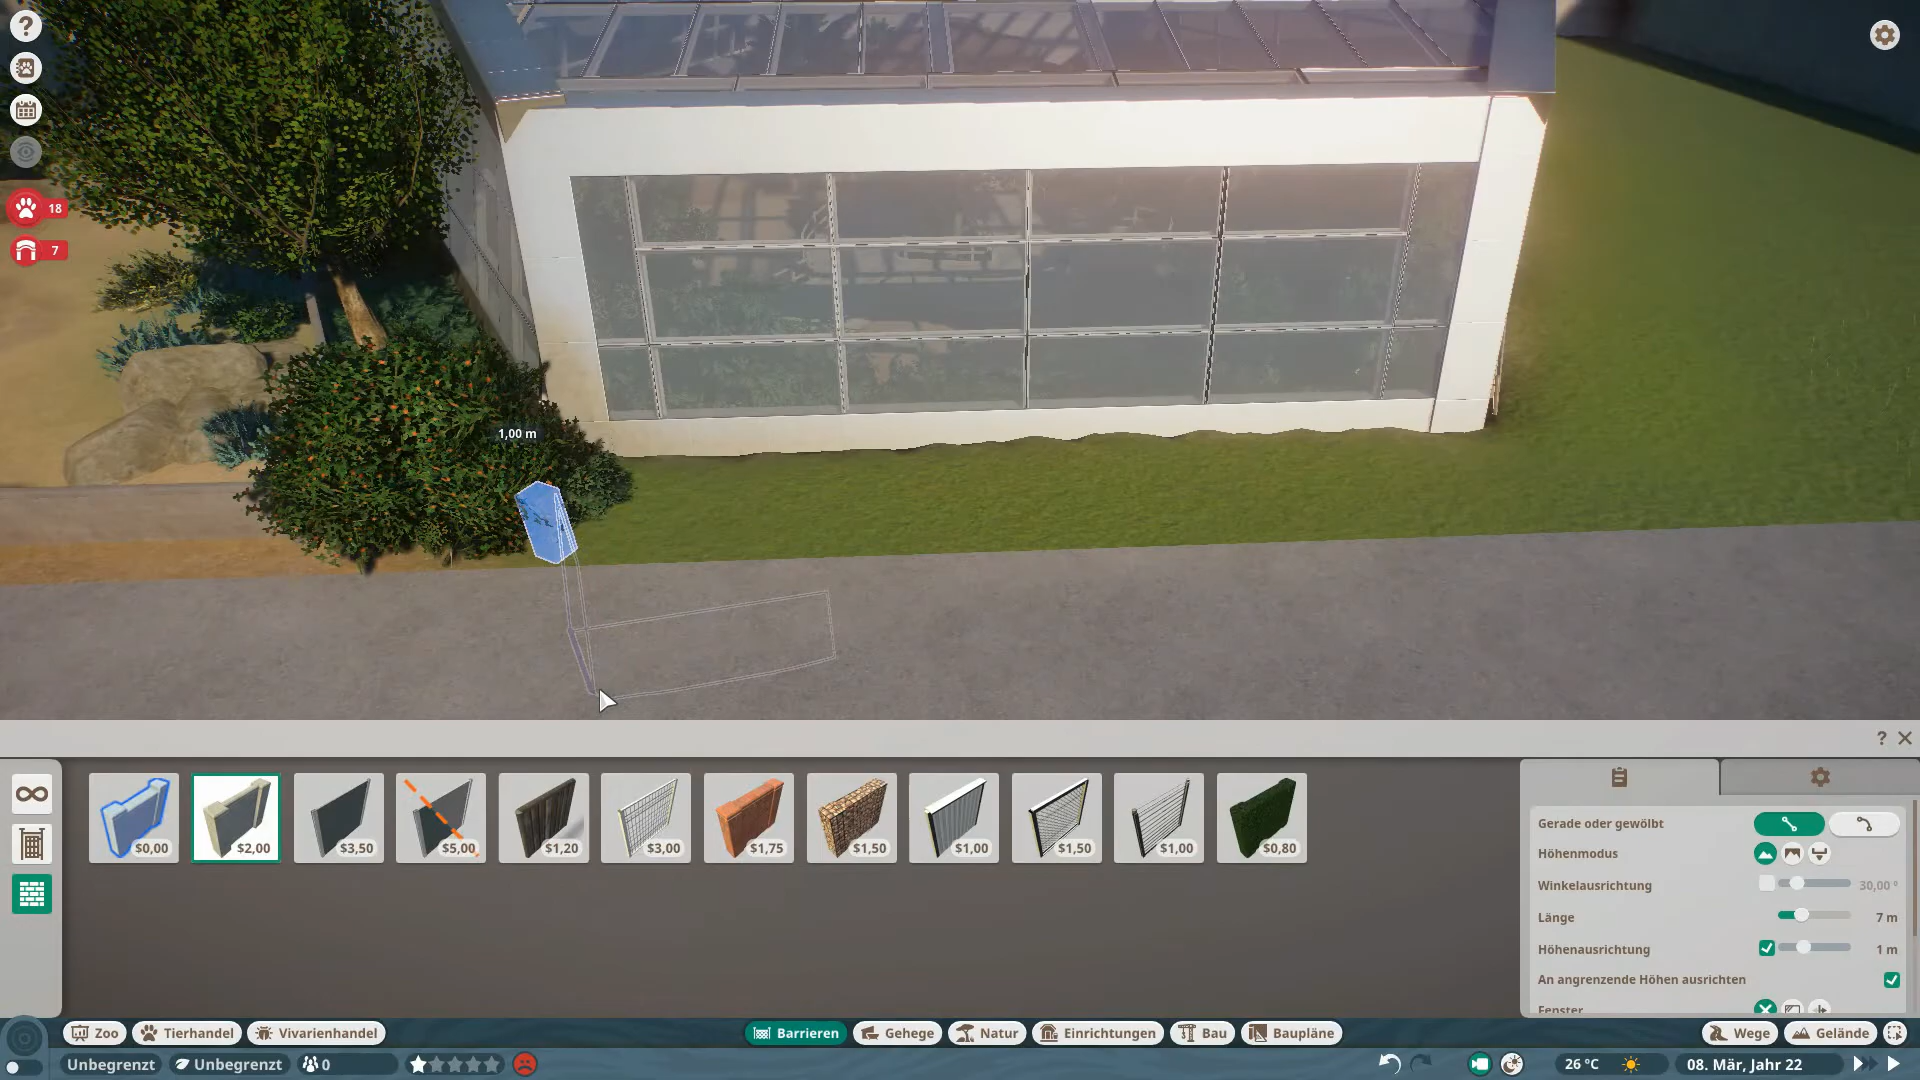 ?
18
7
1,00 m
?
$0,00
$2,00
$3,50
$5,00
$1,20
$3,00
$1,75
$1,50
$1,00
$1,50
$1,00
$0,80
Gerade oder gewölbt
Höhenmodus
Winkelausrichtung 30,00 °
Länge 7 m
Höhenausrichtung 1 m
An angrenzende Höhen ausrichten
Fenster
Zoo Tierhandel Vivarienhandel Barrieren Gehege Natur Einrichtungen Bau Baupläne Wege Gelände
Unbegrenzt Unbegrenzt 0 26 °C 08. Mär, Jahr 22